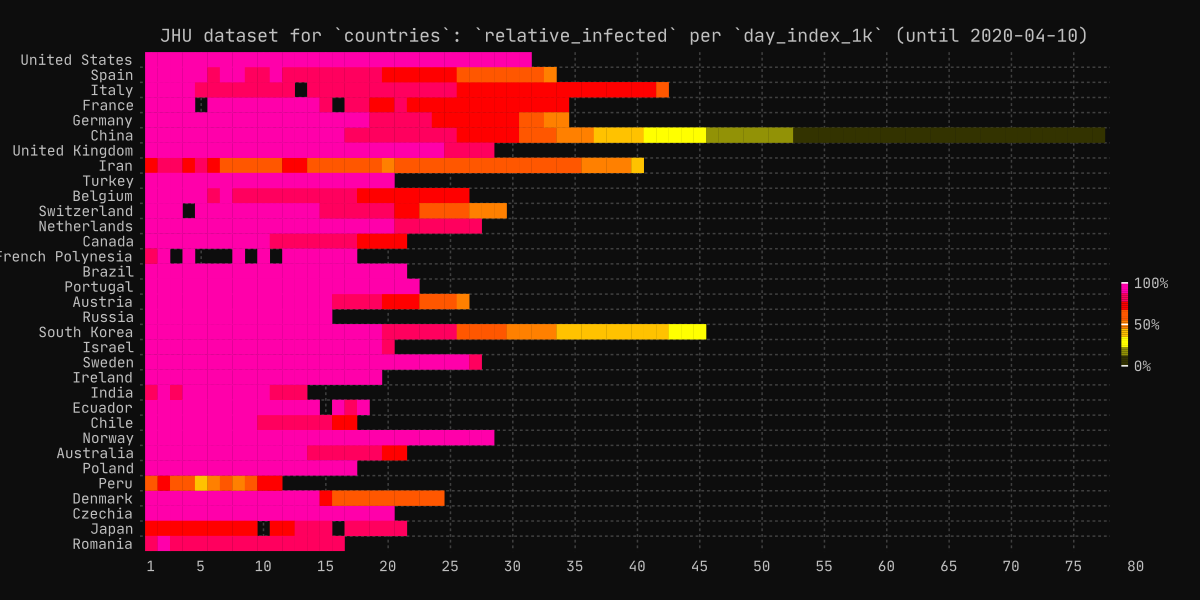 JHU dataset for `countries`: `relative_infected` per `day_index_1k` (until 2020-04-10)
United States
Spain
Italy
France
Germany
China
United Kingdom
Iran
Turkey
Belgium
Switzerland
Netherlands
Canada
French Polynesia
Brazil
Portugal
Austria
Russia
South Korea
Israel
Sweden
Ireland
India
Ecuador
Chile
Norway
Australia
Poland
Peru
Denmark
Czechia
Japan
Romania
100%
50%
0%
1 5 10 15 20 25 30 35 40 45 50 55 60 65 70 75 80